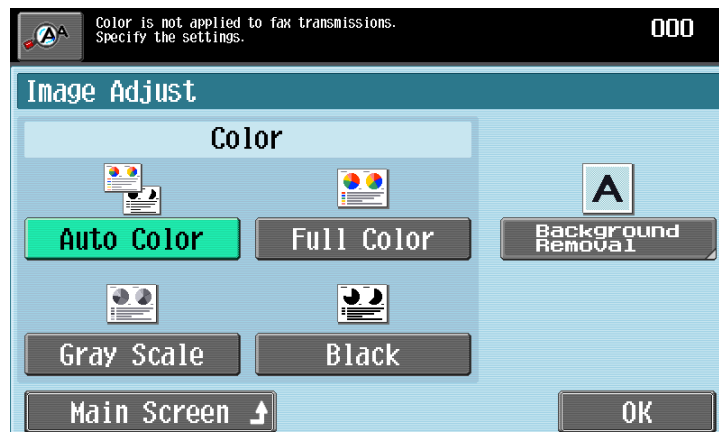 Color is not applied to fax transmissions.
Specify the settings.
000
Image Adjust
Color
Auto Color
Full Color
Background
Removal
Gray Scale
Black
Main Screen
OK